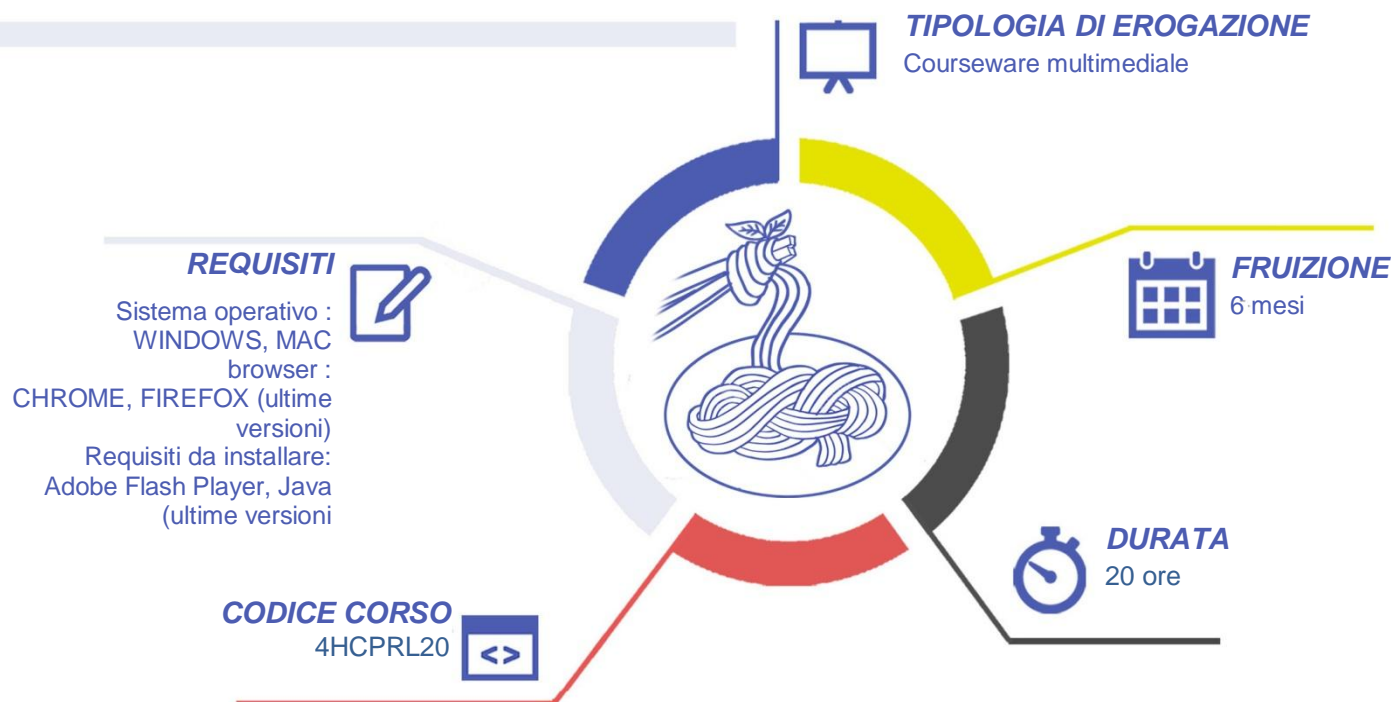 TIPOLOGIA DI EROGAZIONE
Courseware multimediale
REQUISITI
Sistema operativo :
WINDOWS, MAC
browser :
CHROME, FIREFOX (ultime
versioni)
Requisiti da installare:
Adobe Flash Player, Java
(ultime versioni
FRUIZIONE
6 mesi
DURATA
20 ore
CODICE CORSO
4HCPRL20
<>